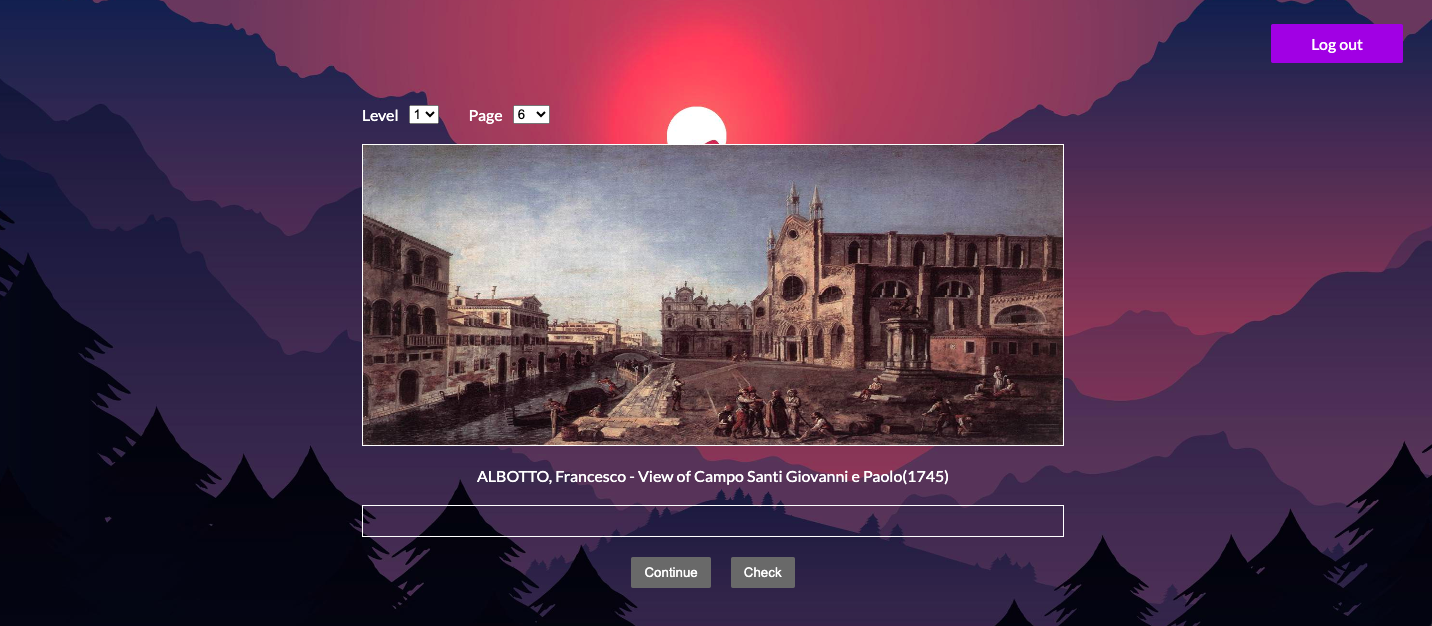 Log out
Level 1 Page 6
ALBOTTO, Francesco - View of Campo Santi Giovanni e Paolo(1745)
Continue Check